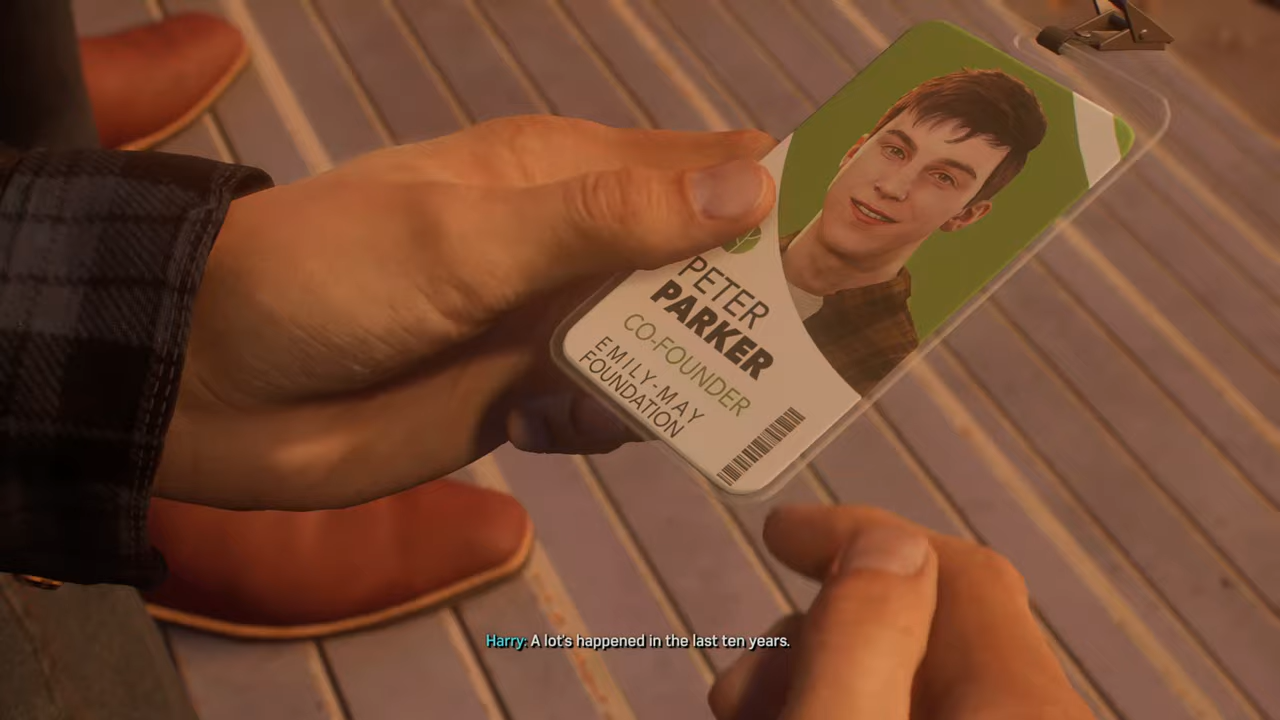 PETER
PARKER
CO-FOUNDER
EMILY-MAY
FOUNDATION
Harry: A lot's happened in the last ten years.